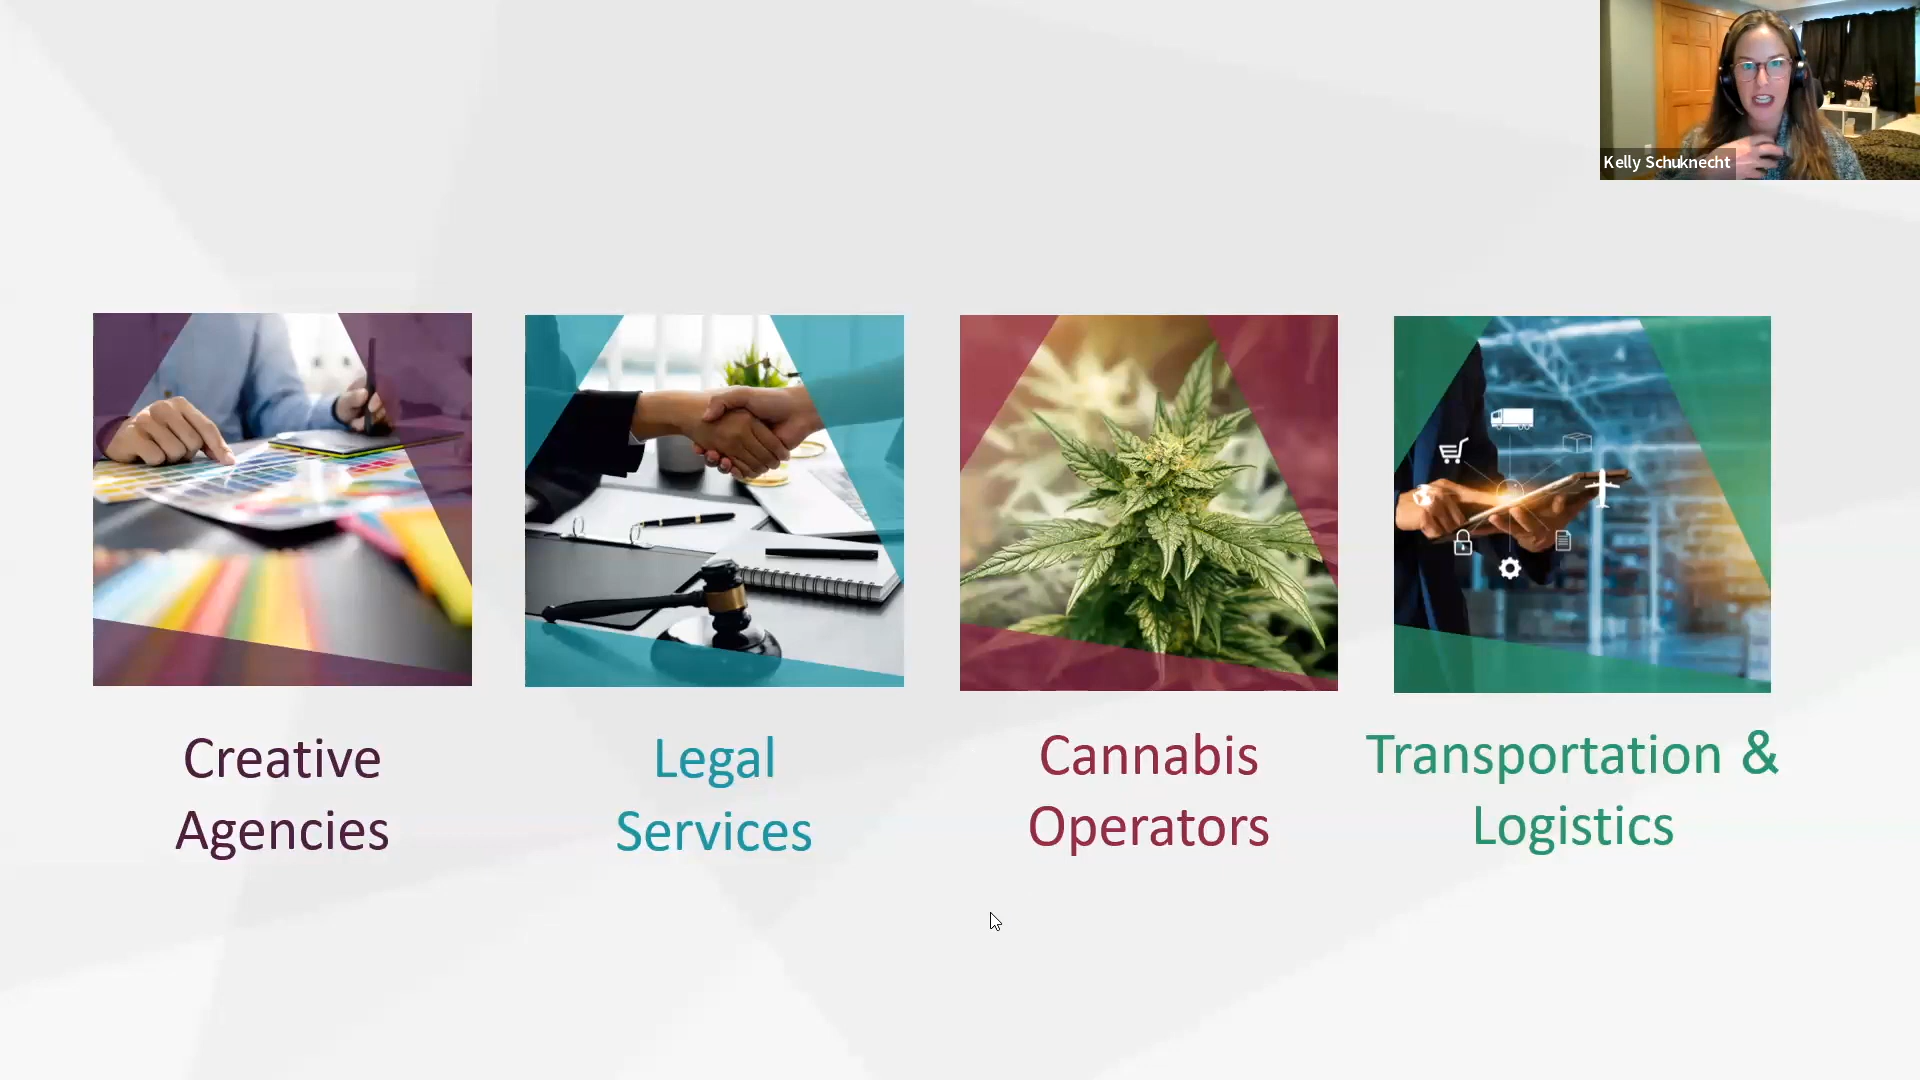 Kelly Schuknecht
Creative
Agencies
Legal
Services
Cannabis
Operators
Transportation &
Logistics